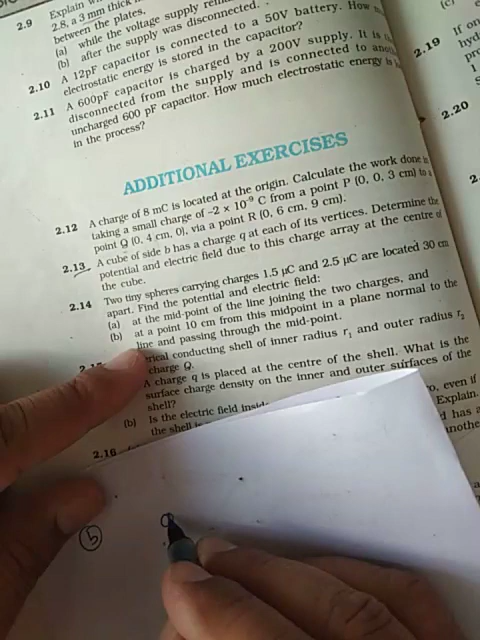 2.9 Explain
2.8, a 3 mm thick
between the plates.
(a) while the voltage supply
(b) after the supply was disconnected.
2.10 A 12pF capacitor is connected to a 50V battery. How
electrostatic energy is stored in the capacitor?
2.11 A 600pF capacitor is charged by a 200V supply. It is
disconnected from the supply and is connected to
uncharged 600 pF capacitor. How much electrostatic energy is
in the process?
ADDITIONAL EXERCISES
2.12 A charge of 8 mC is located at the origin. Calculate the work done
taking a small charge of –2 × 10⁻⁹ C from a point P (0, 0, 3 cm) to a
point Q (0, 4 cm, 0), via a point R (0, 6 cm, 9 cm).
2.13 A cube of side b has a charge q at each of its vertices. Determine the
potential and electric field due to this charge array at the centre of
the cube.
2.14 Two tiny spheres carrying charges 1.5 μC and 2.5 μC are located 30 cm
apart. Find the potential and electric field:
(a) at the mid-point of the line joining the two charges, and
(b) at a point 10 cm from this midpoint in a plane normal to the
line and passing through the mid-point.
conducting shell of inner radius r₁ and outer radius r₂
charge Q.
A charge q is placed at the centre of the shell. What is the
surface charge density on the inner and outer surfaces of the
shell?
(b) Is the electric field
the shell
2.16
even if
Explain.
(c)
2.19 If
2.20
b